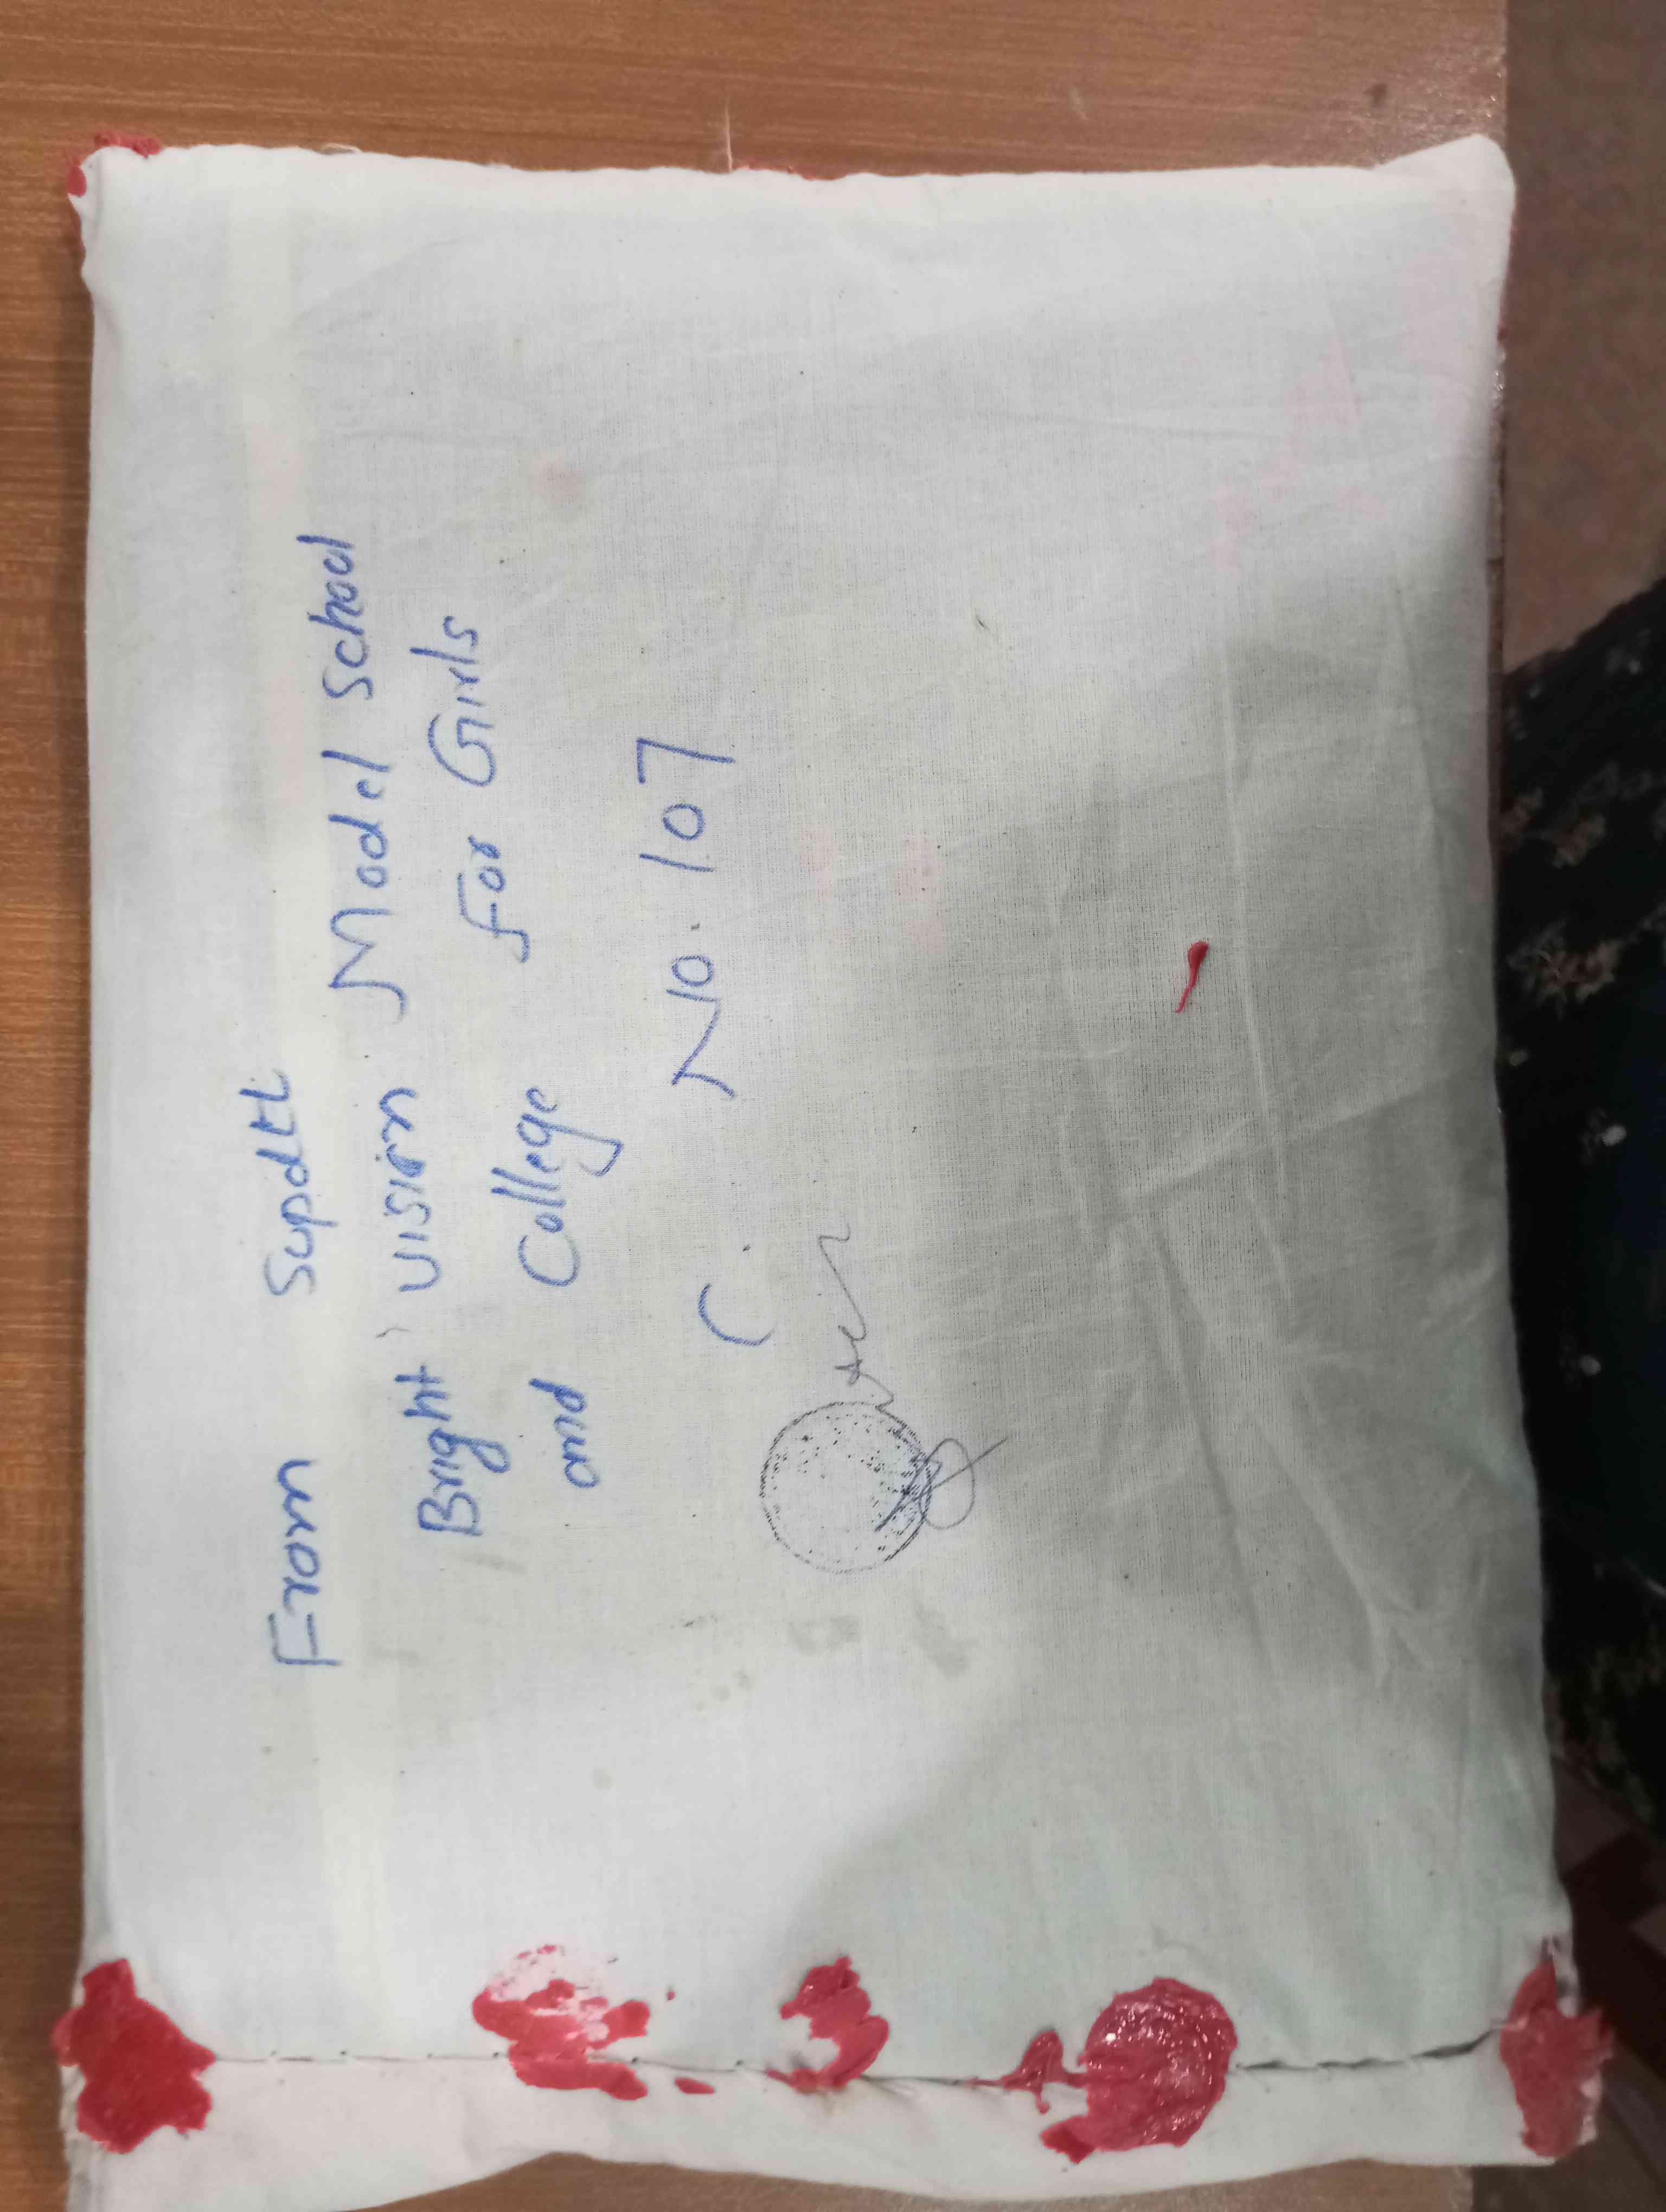 From Supdtt
Bright Vision Model School
and College For Girls
( No. 107